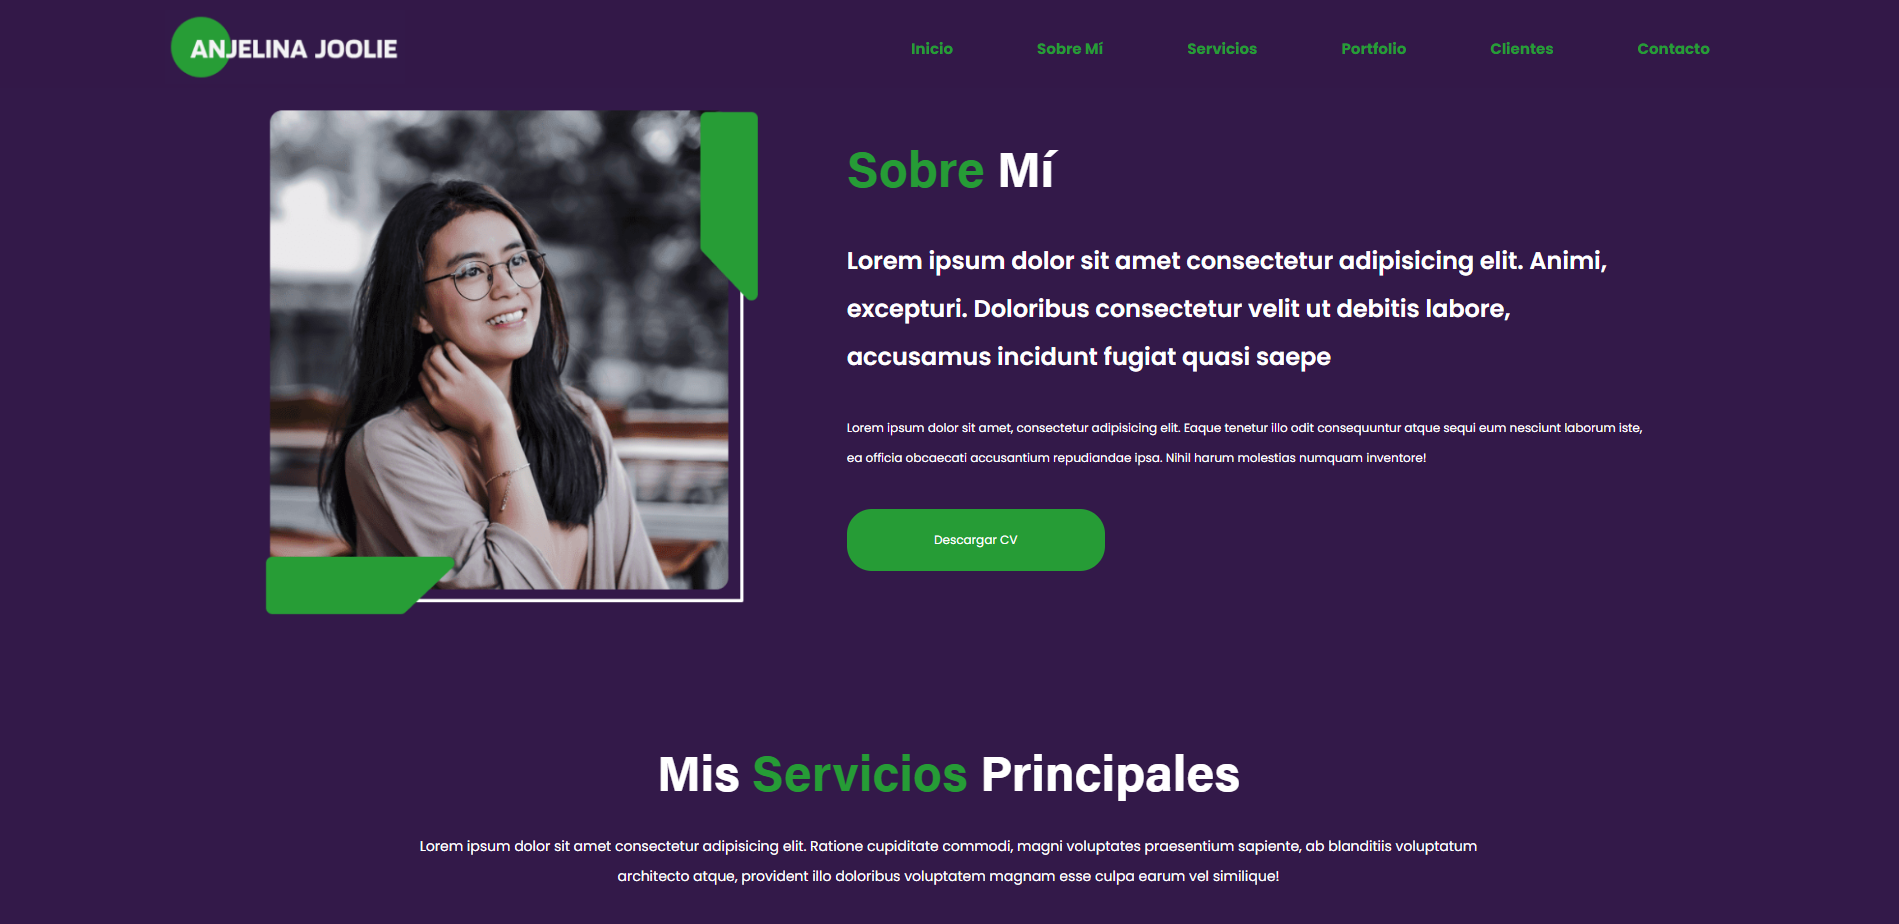 ANJELINA JOOLIE
Inicio Sobre Mí Servicios Portfolio Clientes Contacto
Sobre Mí
Lorem ipsum dolor sit amet consectetur adipisicing elit. Animi,
excepturi. Doloribus consectetur velit ut debitis labore,
accusamus incidunt fugiat quasi saepe
Lorem ipsum dolor sit amet, consectetur adipisicing elit. Eaque tenetur illo odit consequuntur atque sequi eum nesciunt laborum iste,
ea officia obcaecati accusantium repudiandae ipsa. Nihil harum molestias numquam inventore!
Descargar CV
Mis Servicios Principales
Lorem ipsum dolor sit amet consectetur adipisicing elit. Ratione cupiditate commodi, magni voluptates praesentium sapiente, ab blanditiis voluptatum
architecto atque, provident illo doloribus voluptatem magnam esse culpa earum vel similique!